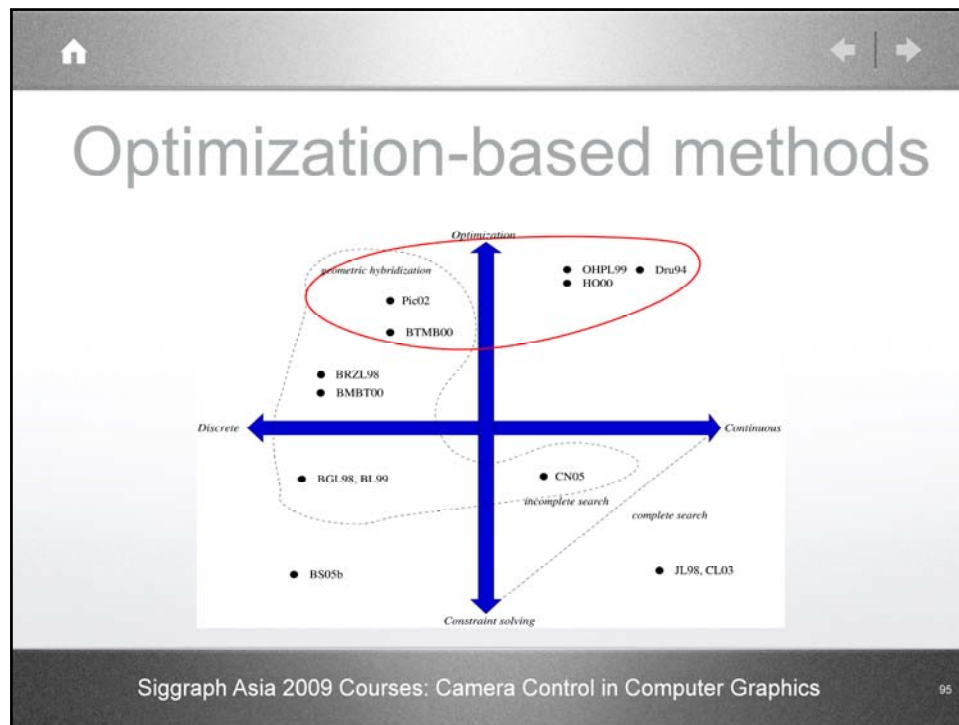 Optimization-based methods
Optimization
geometric hybridization
OHPL99
Dru94
HO00
Pic02
BTMB00
BRZL98
BMBT00
Discrete
Continuous
BGL98, BL99
CN05
incomplete search
complete search
BS05b
JL98, CL03
Constraint solving
Siggraph Asia 2009 Courses: Camera Control in Computer Graphics
95